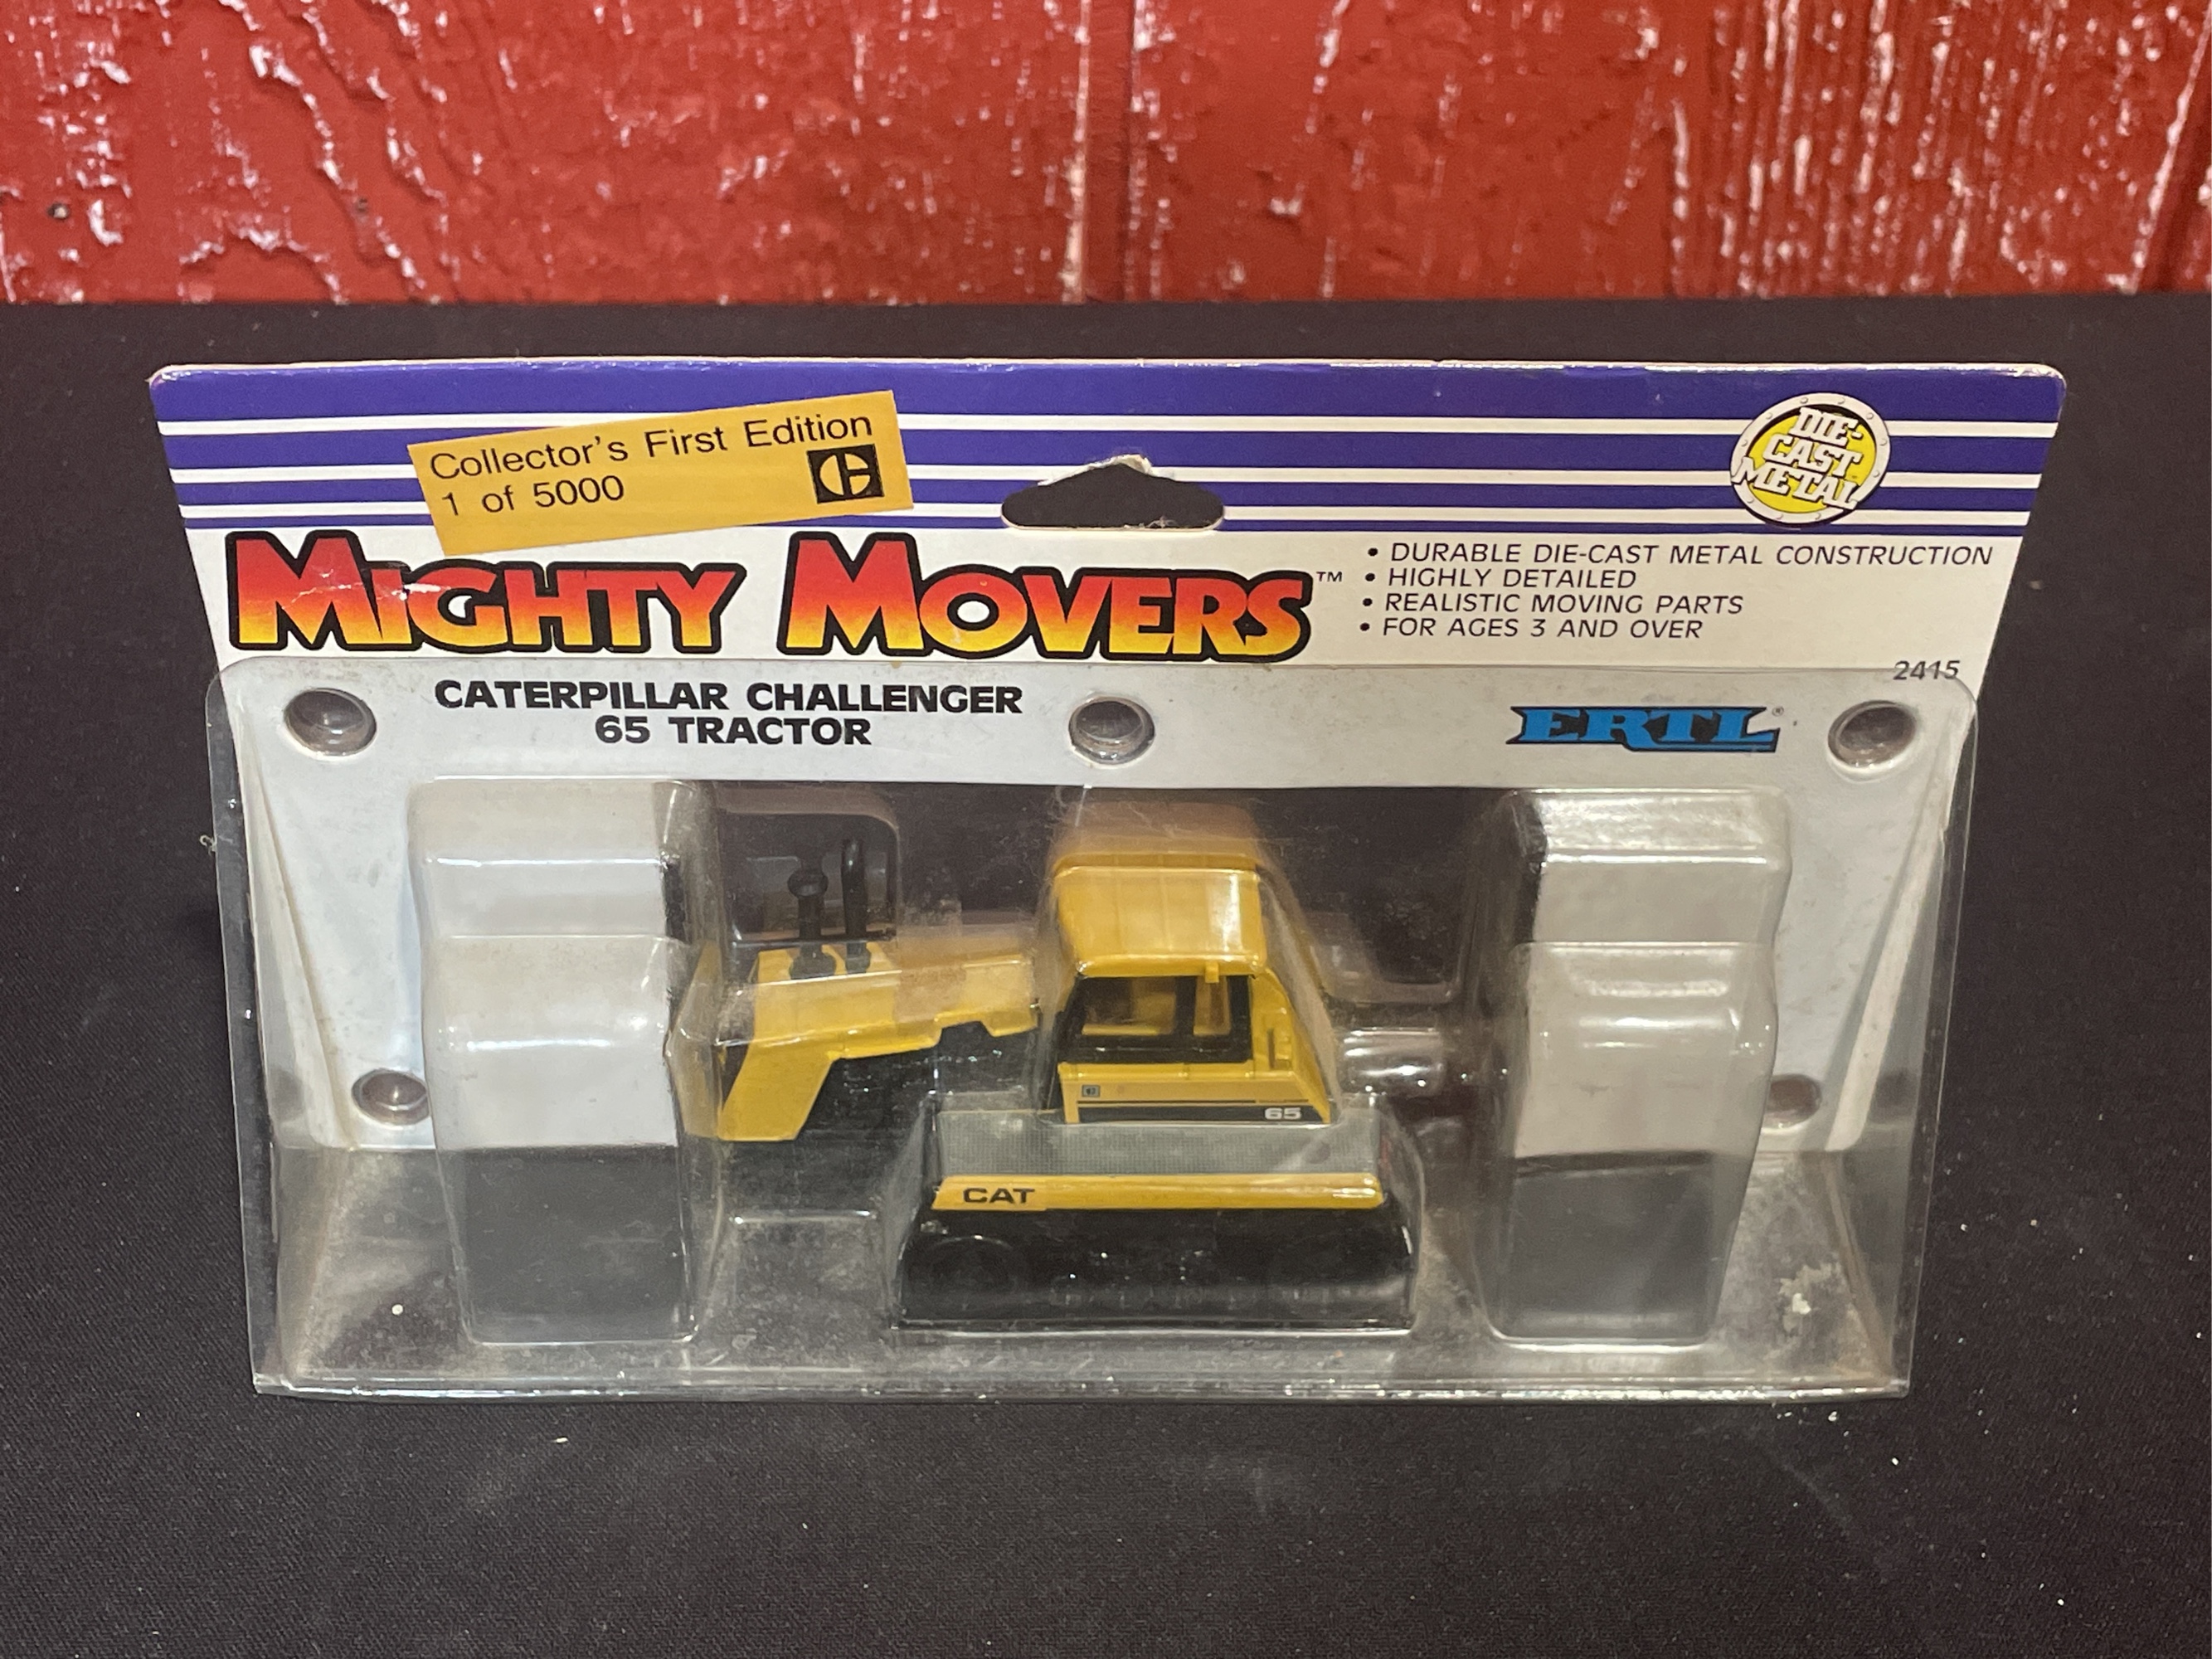 Collector's First Edition
1 of 5000
DIE-
CAST
METAL
MIGHTY MOVERS™
• DURABLE DIE-CAST METAL CONSTRUCTION
• HIGHLY DETAILED
• REALISTIC MOVING PARTS
• FOR AGES 3 AND OVER
2415
CATERPILLAR CHALLENGER
65 TRACTOR
ERTL®
65
CAT